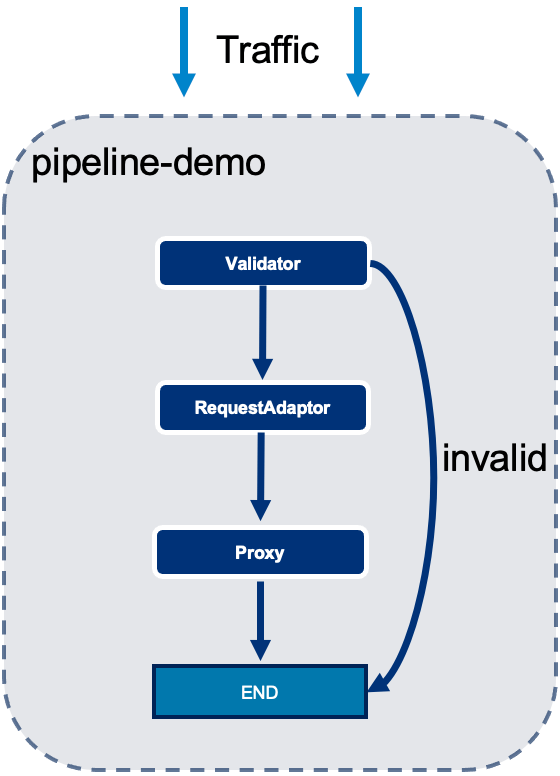 Traffic
pipeline-demo
Validator
RequestAdaptor
invalid
Proxy
END